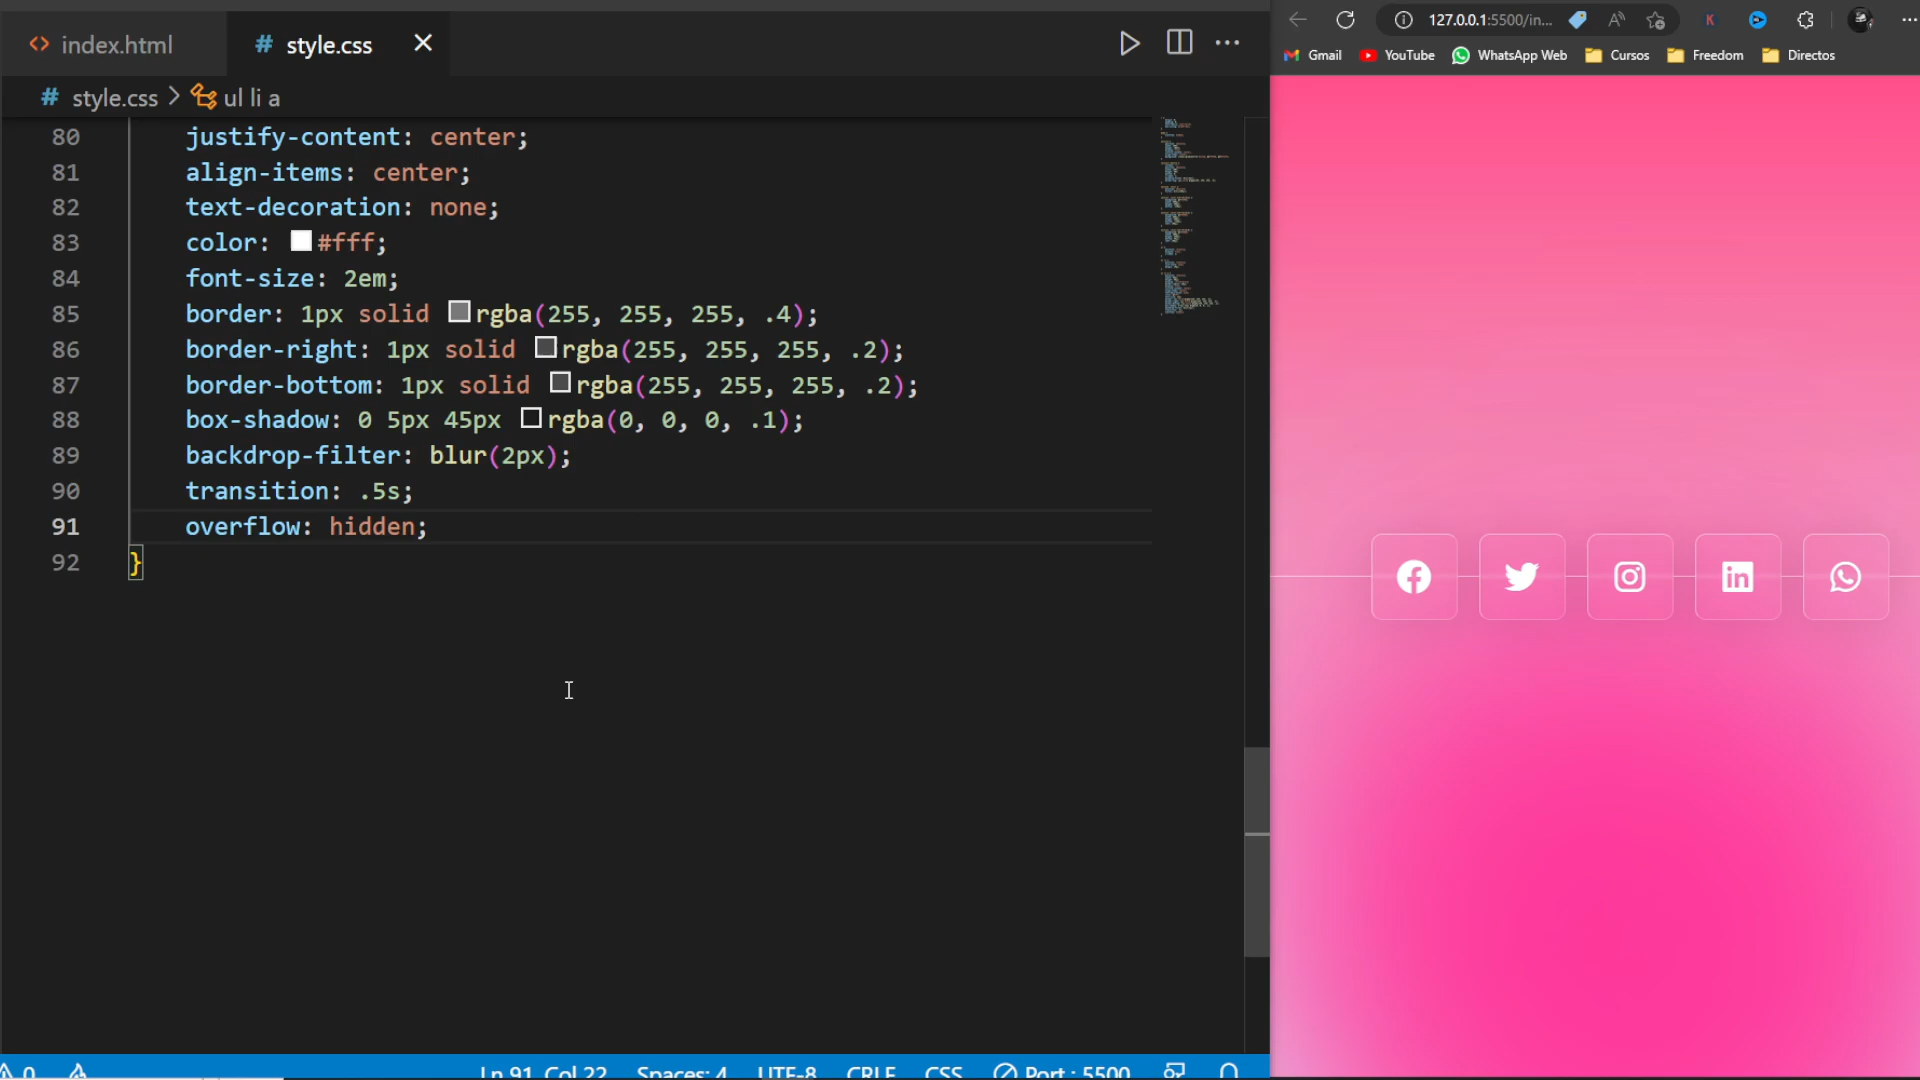 index.html
# style.css
127.0.0.1:5500/in...
Gmail
YouTube
WhatsApp Web
Cursos
Freedom
Directos
# style.css > ul li a
80 justify-content: center;
81 align-items: center;
82 text-decoration: none;
83 color: #fff;
84 font-size: 2em;
85 border: 1px solid rgba(255, 255, 255, .4);
86 border-right: 1px solid rgba(255, 255, 255, .2);
87 border-bottom: 1px solid rgba(255, 255, 255, .2);
88 box-shadow: 0 5px 45px rgba(0, 0, 0, .1);
89 backdrop-filter: blur(2px);
90 transition: .5s;
91 overflow: hidden;
92 }
0 Ln 91, Col 22 Spaces: 4 UTF-8 CRLF CSS Port : 5500